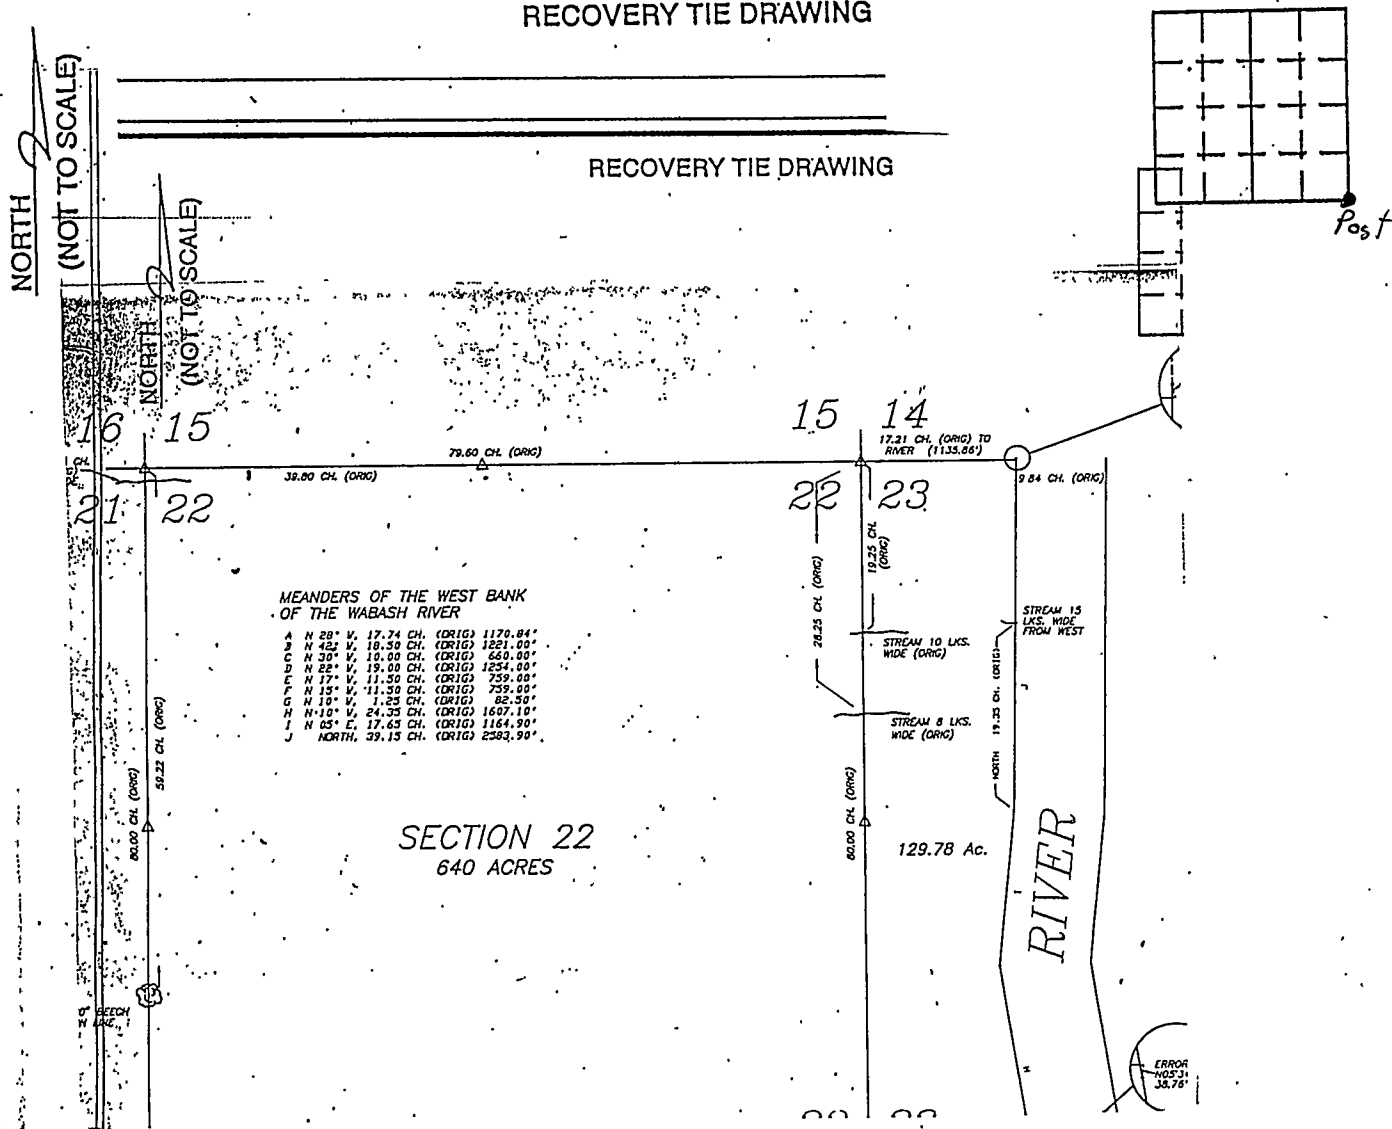 RECOVERY TIE DRAWING
NORTH
(NOT TO SCALE)
RECOVERY TIE DRAWING
Post
NORTH
(NOT TO SCALE)
16 15
15 14
17.21 CH. (ORIG) TO
RIVER (1135.86')
79.60 CH. (ORIG)
39.80 CH. (ORIG)
CH.
9.84 CH. (ORIG)
21 22
22 23
19.25 CH.
(ORIG)
28.25 CH. (ORIG)
MEANDERS OF THE WEST BANK
OF THE WABASH RIVER
A N 28° W, 17.74 CH. (ORIG) 1170.84'
B N 42½ W, 18.50 CH. (ORIG) 1221.00'
C N 30° W, 10.00 CH. (ORIG) 660.00'
D N 22° W, 19.00 CH. (ORIG) 1254.00'
E N 17° W, 11.50 CH. (ORIG) 759.00'
F N 15° W, 11.50 CH. (ORIG) 759.00'
G N 10° W, 1.25 CH. (ORIG) 82.50'
H N 10° W, 24.35 CH. (ORIG) 1607.10'
I N 05° E, 17.65 CH. (ORIG) 1164.90'
J NORTH, 39.15 CH. (ORIG) 2583.90'
STREAM 15
LKS. WIDE
FROM WEST
STREAM 10 LKS.
WIDE (ORIG)
NORTH 19.35 CH. (ORIG)
J
STREAM 8 LKS.
WIDE (ORIG)
59.22 CH. (ORIG)
80.00 CH. (ORIG)
80.00 CH. (ORIG)
SECTION 22
640 ACRES
129.78 Ac.
I
RIVER
BEECH
LINE
H
ERROR
N05°3
38.76'